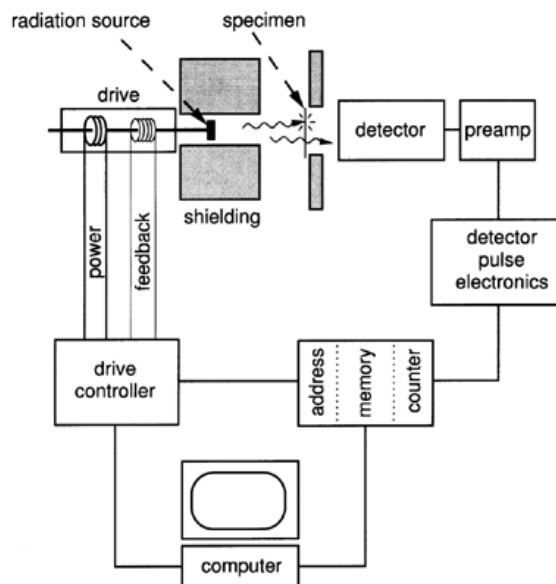 radiation source
specimen
drive
detector
preamp
shielding
power
feedback
detector
pulse
electronics
drive
controller
address
memory
counter
computer